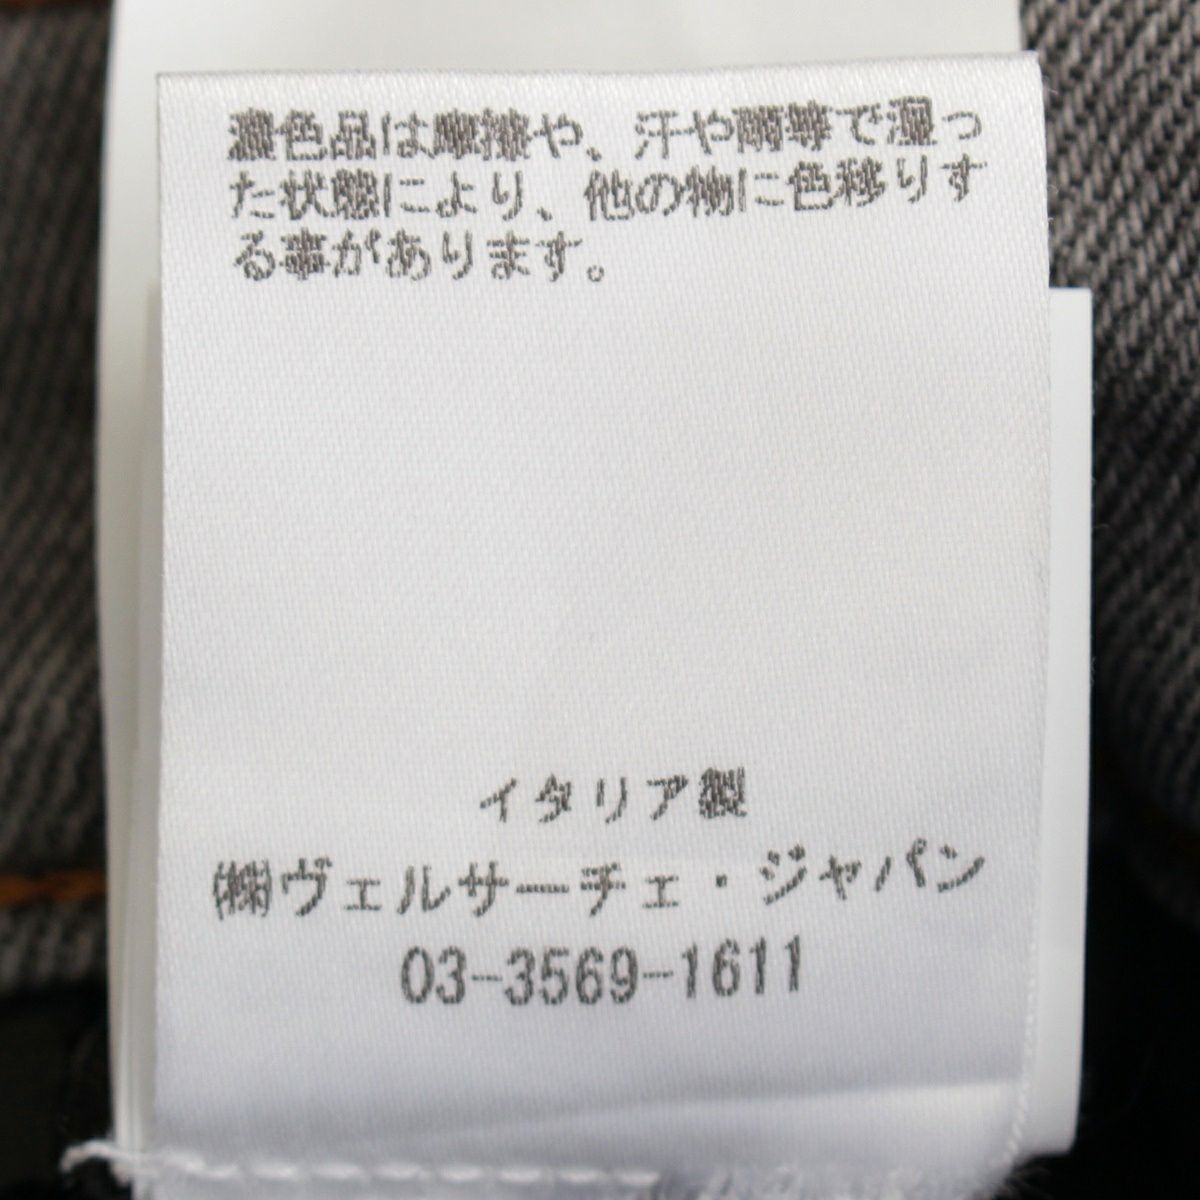 濃色品は摩擦や、汗や雨等で湿っ
た状態により、他の物に色移りす
る事があります。
イタリア製
㈱ヴェルサーチェ・ジャパン
03-3569-1611